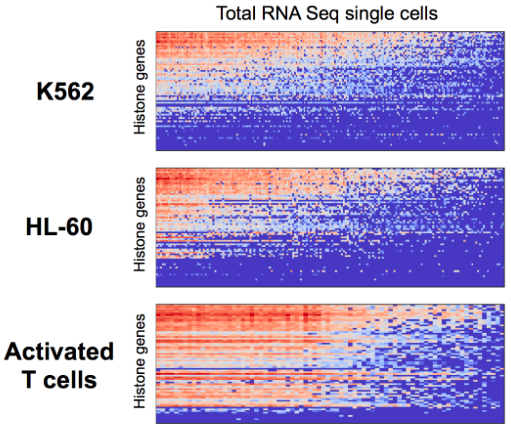 Total RNA Seq single cells
K562
Histone genes
HL-60
Histone genes
Activated
T cells
Histone genes